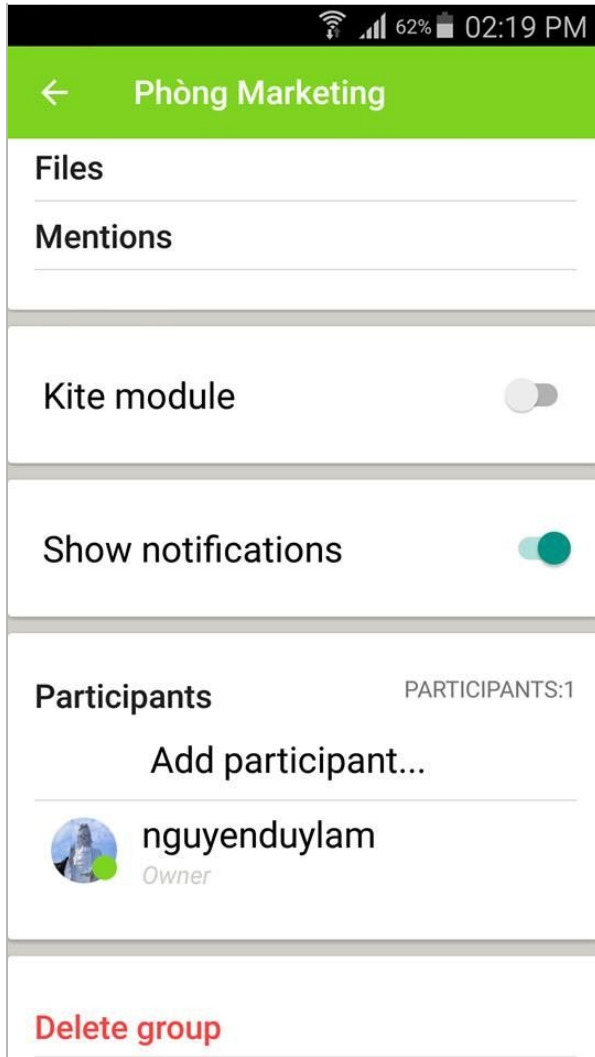 62% 02:19 PM
Phòng Marketing
Files
Mentions
Kite module
Show notifications
Participants PARTICIPANTS:1
Add participant...
nguyenduylam
Owner
Delete group